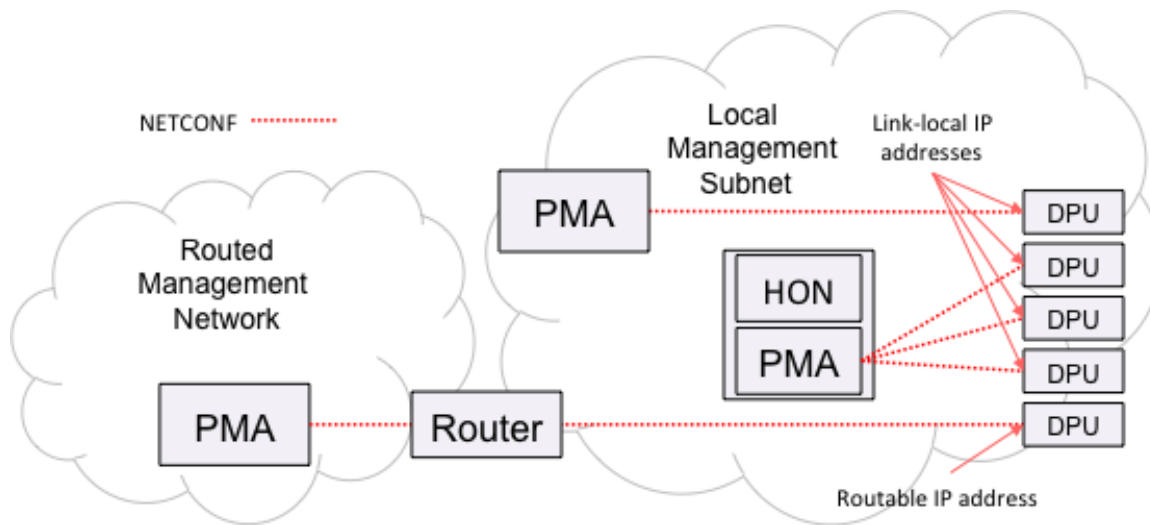 NETCONF
Local
Management
Subnet
Link-local IP
addresses
PMA
DPU
Routed
Management
Network
HON
DPU
DPU
PMA
DPU
PMA
Router
DPU
Routable IP address